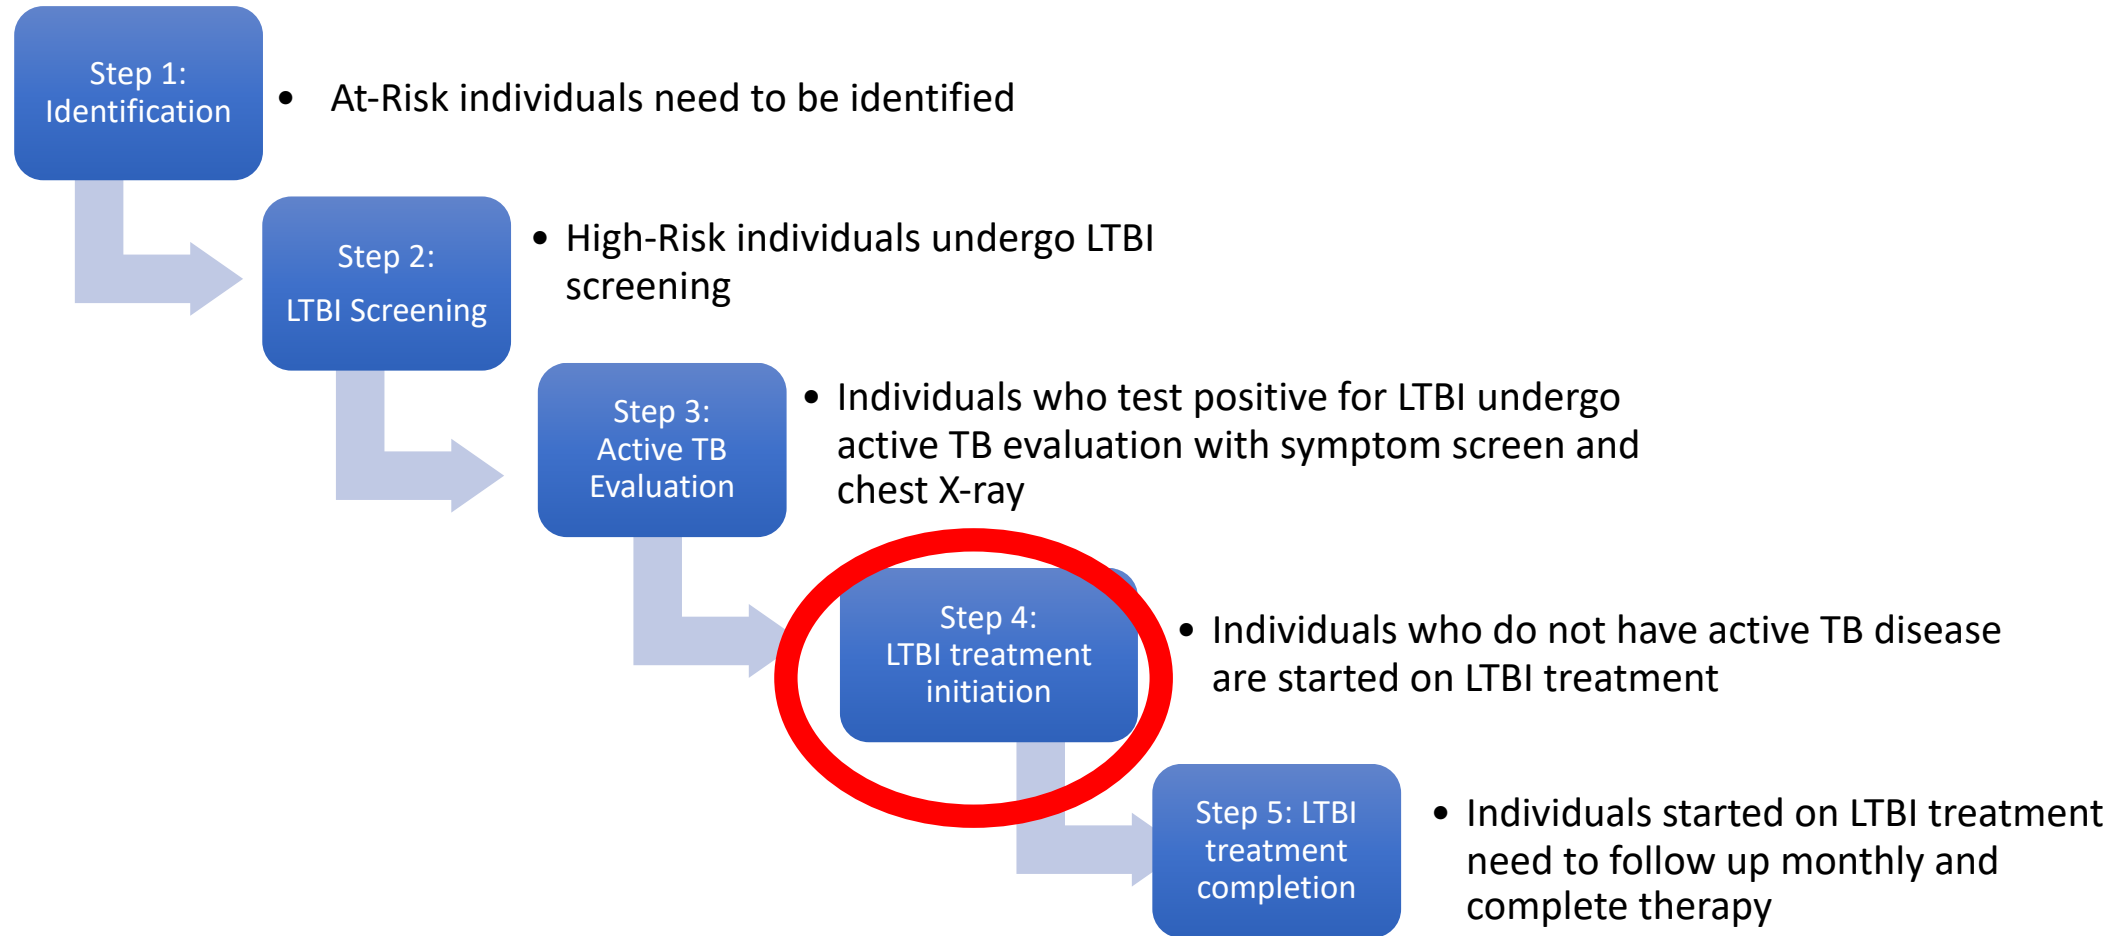 Step 1:
Identification
• At-Risk individuals need to be identified
Step 2:
LTBI Screening
• High-Risk individuals undergo LTBI
screening
Step 3:
Active TB
Evaluation
• Individuals who test positive for LTBI undergo
active TB evaluation with symptom screen and
chest X-ray
Step 4:
LTBI treatment
initiation
• Individuals who do not have active TB disease
are started on LTBI treatment
Step 5: LTBI
treatment
completion
• Individuals started on LTBI treatment
need to follow up monthly and
complete therapy